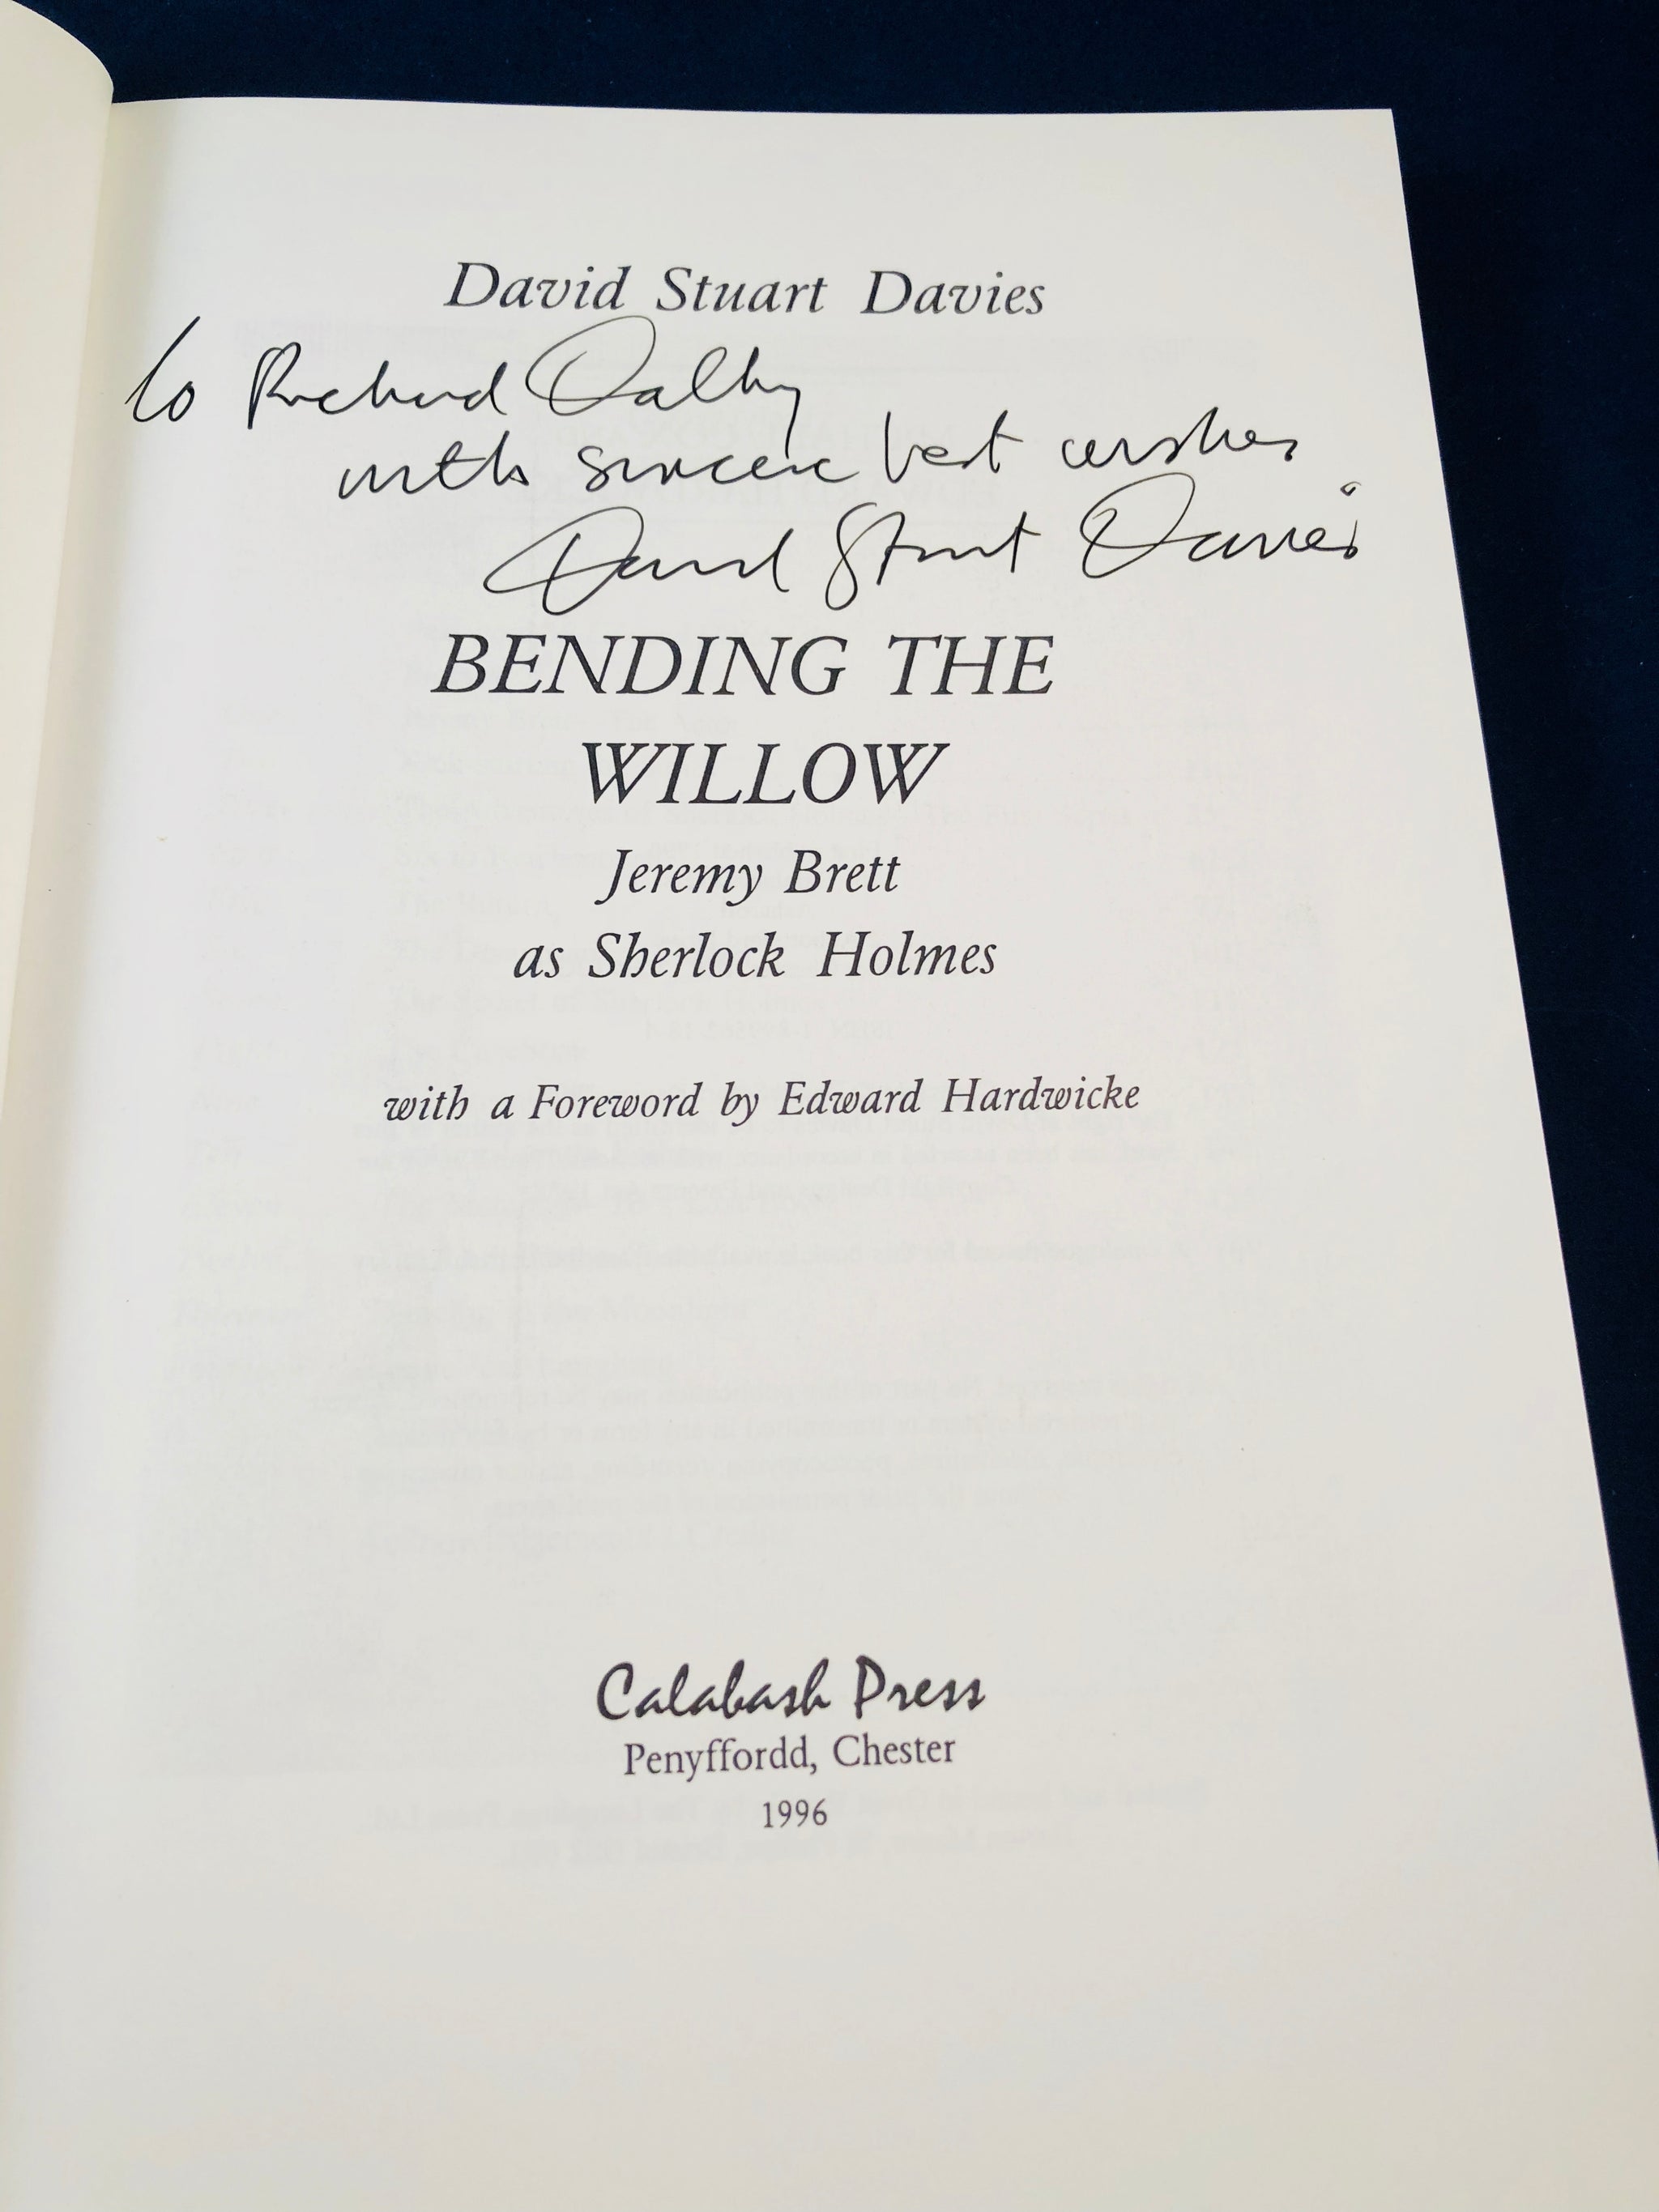 David Stuart Davies
To Richard Dalby
with sincere best wishes
David Stuart Davies
BENDING THE
WILLOW
Jeremy Brett
as Sherlock Holmes
with a Foreword by Edward Hardwicke
Calabash Press
Penyffordd, Chester
1996